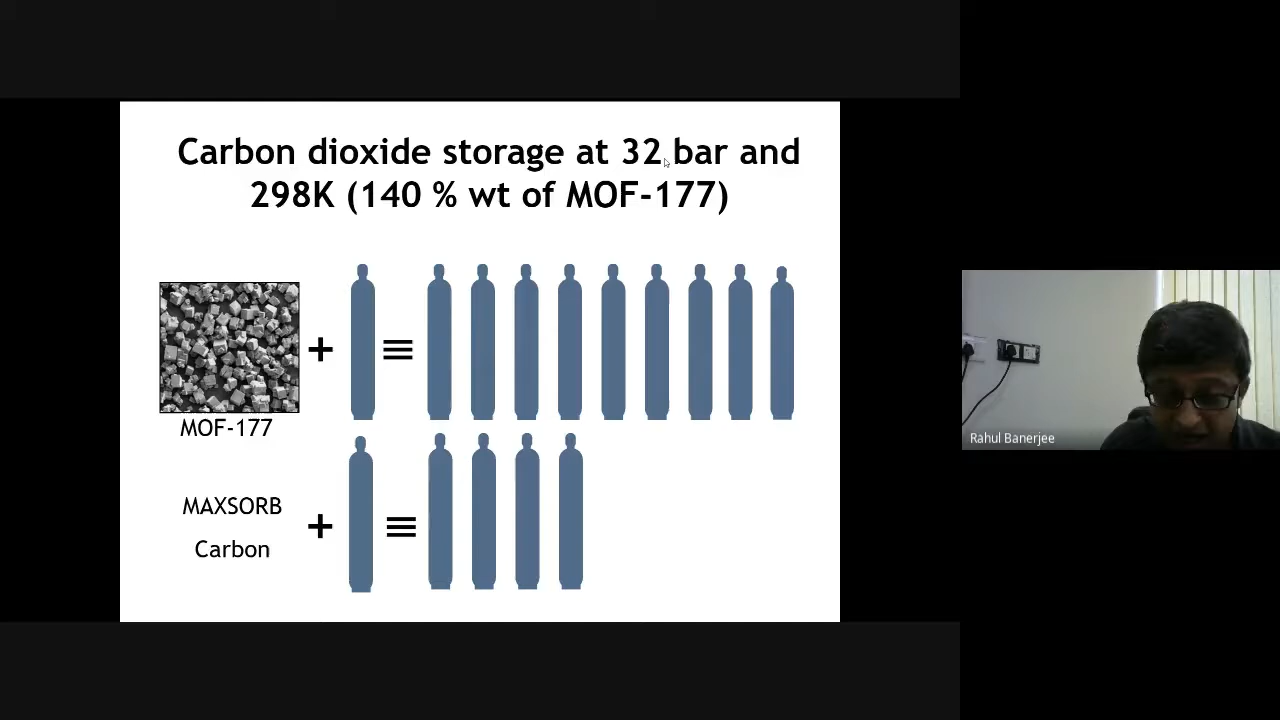 Carbon dioxide storage at 32 bar and
298K (140 % wt of MOF-177)
+ ≡
MOF-177
MAXSORB
Carbon
+ ≡
Rahul Banerjee